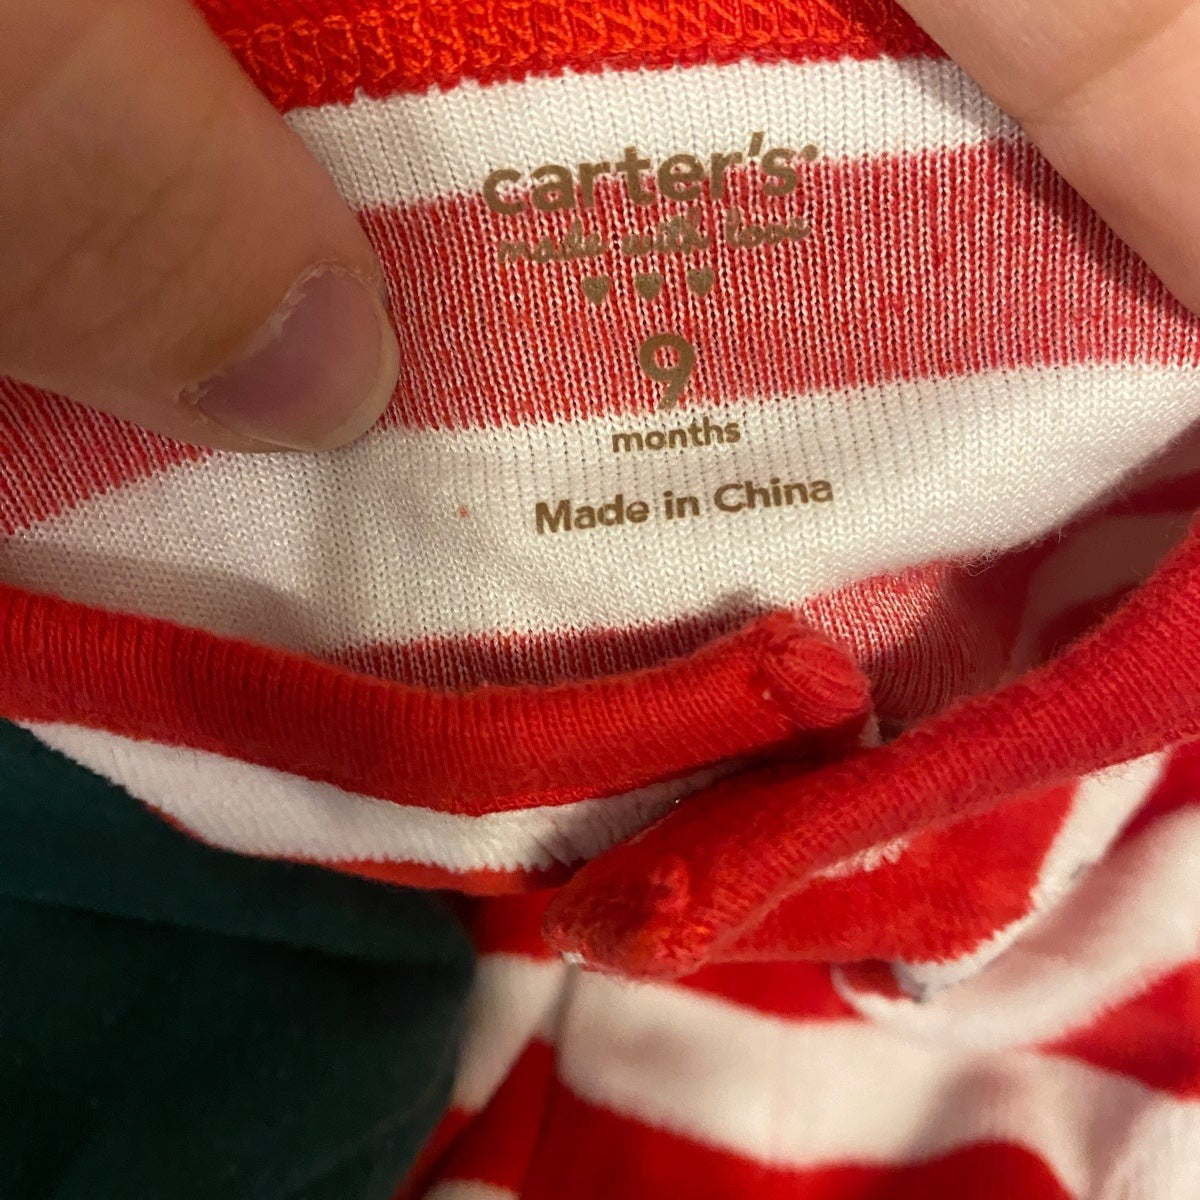 carter's
made with love
9
months
Made in China